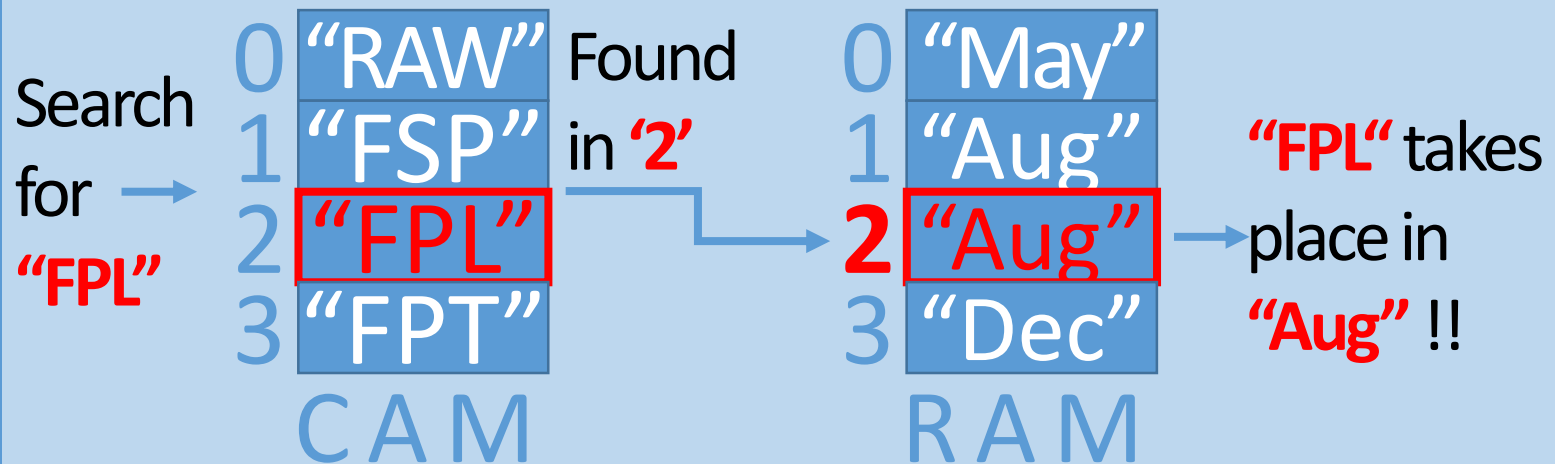 Search
for
“FPL”
0 “RAW”
1 “FSP”
2 “FPL”
3 “FPT”
CAM
Found
in ‘2’
0 “May”
1 “Aug”
2 “Aug”
3 “Dec”
RAM
“FPL“ takes
place in
“Aug” !!